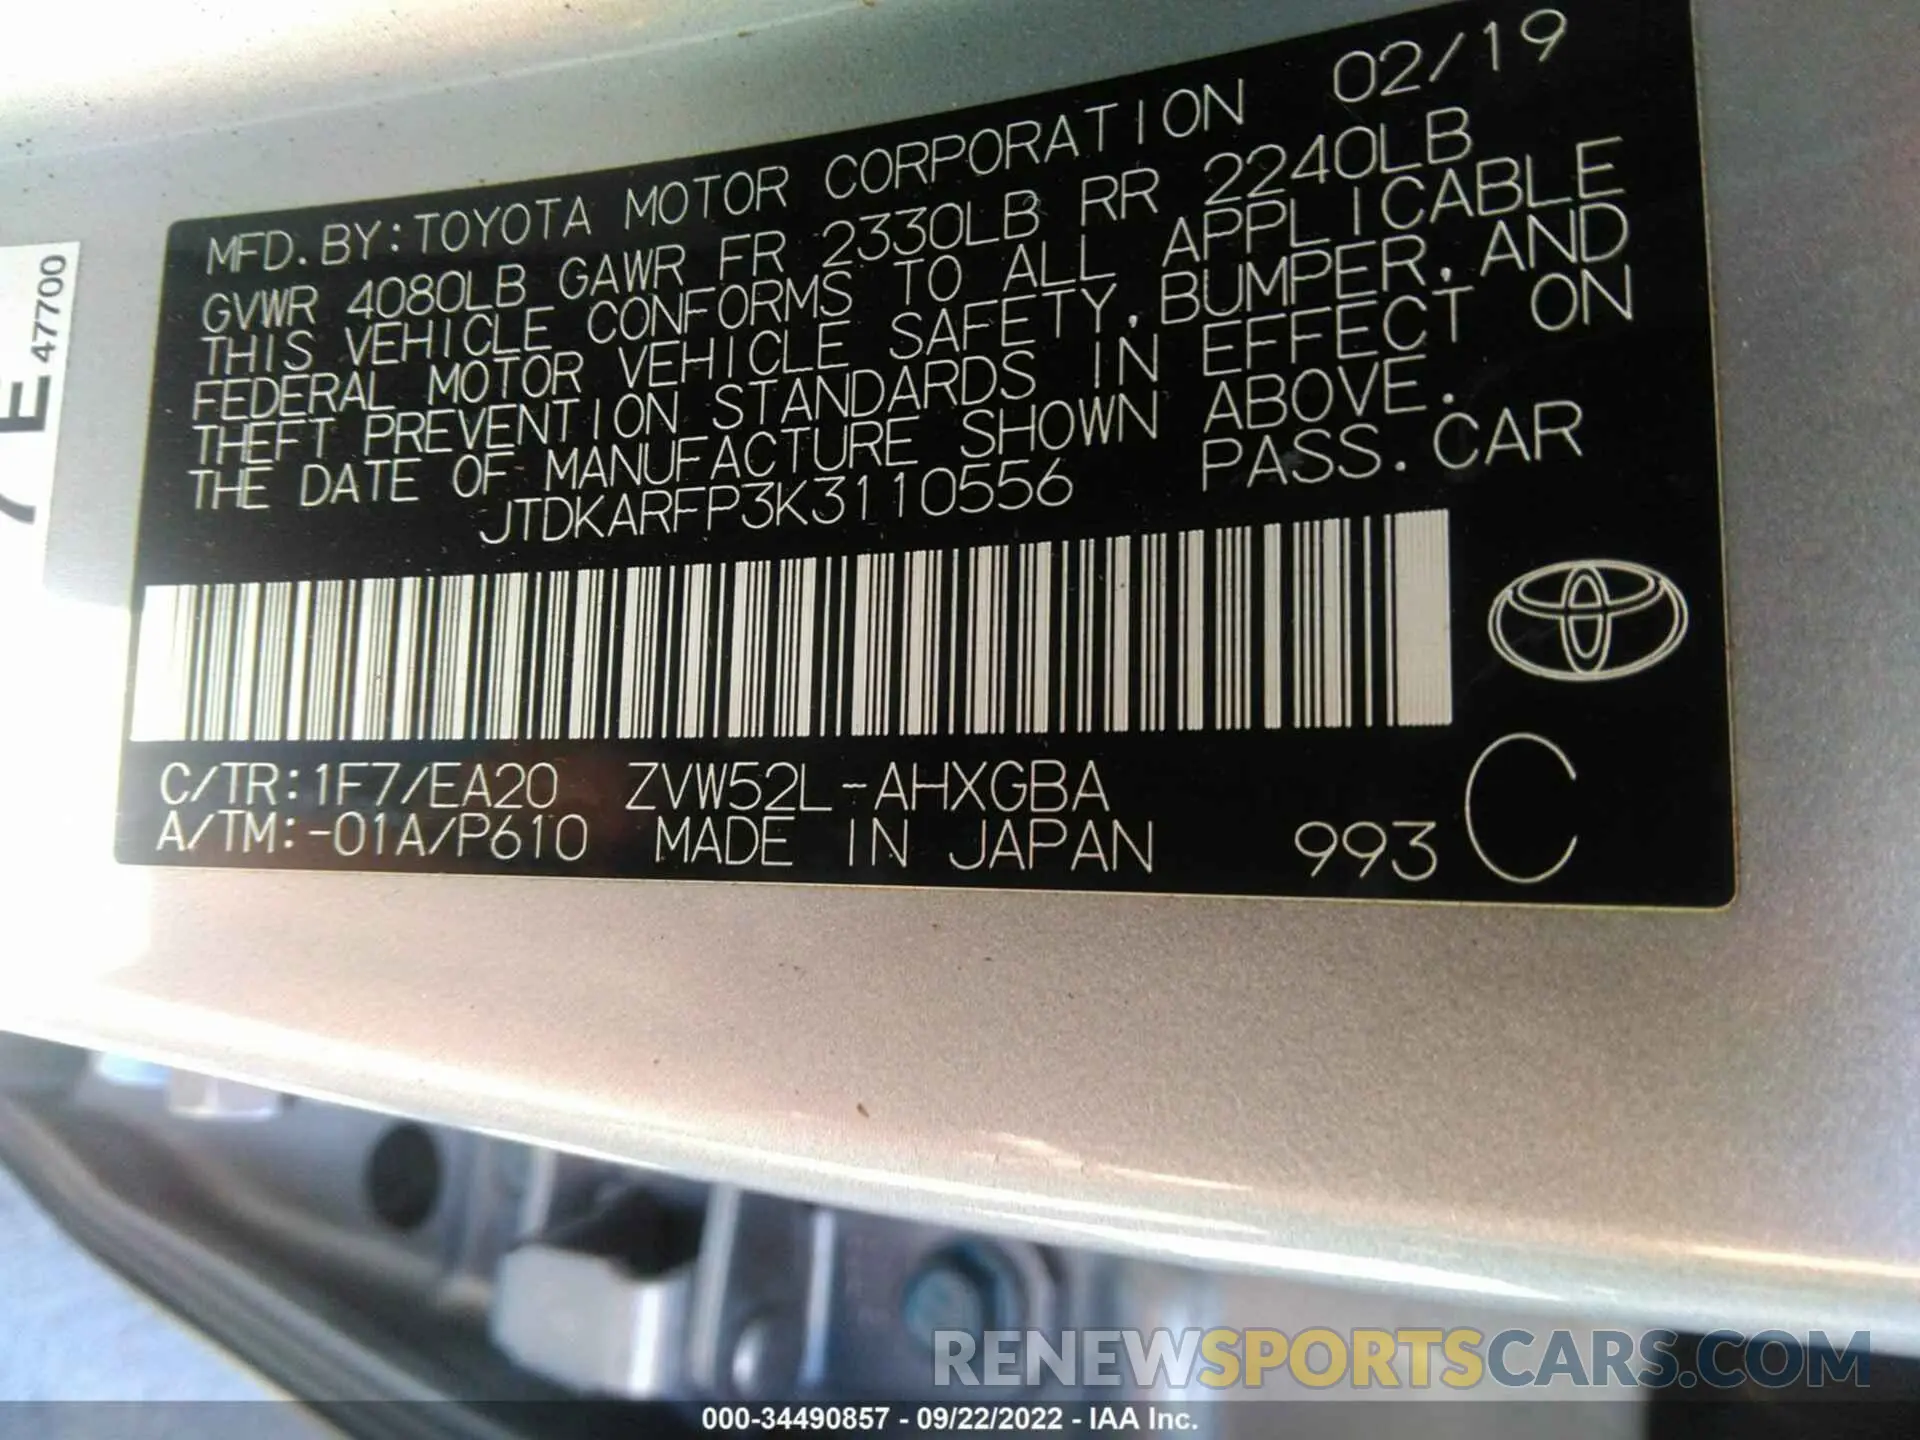 MFD. BY: TOYOTA MOTOR CORPORATION 02/19
GVWR 4080LB GAWR FR 2330LB RR 2240LB
THIS VEHICLE CONFORMS TO ALL APPLICABLE
FEDERAL MOTOR VEHICLE SAFETY, BUMPER, AND
THEFT PREVENTION STANDARDS IN EFFECT ON
THE DATE OF MANUFACTURE SHOWN ABOVE.
JTDKARFP3K3110556 PASS. CAR
C/TR: 1F7/EA20 ZVW52L-AHXGBA
A/TM: -01A/P610 MADE IN JAPAN 993 C
E 47700
RENEWSPORTSCARS.COM
000-34490857 - 09/22/2022 - IAA Inc.